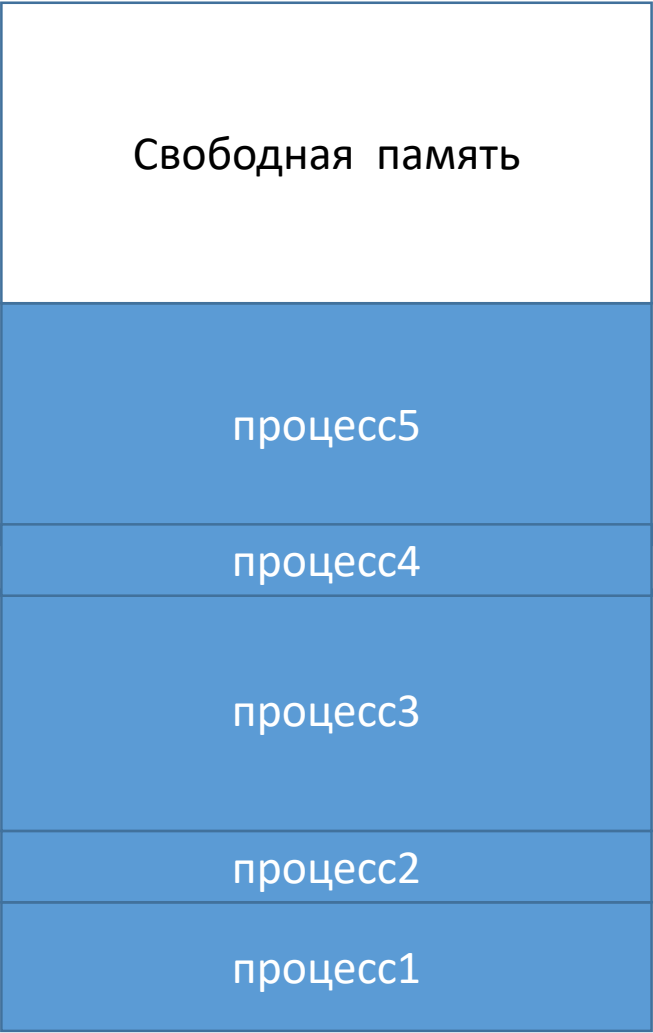 Свободная память
процесс5
процесс4
процесс3
процесс2
процесс1